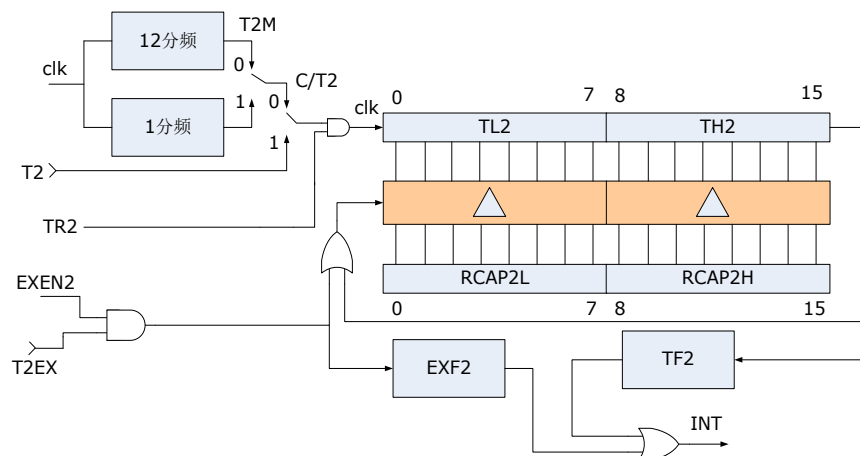 12分频
T2M
clk
0
C/T2
0
1
1分频
1
clk
0
7
8
15
TL2
TH2
T2
TR2
RCAP2L
RCAP2H
0
7
8
15
EXEN2
T2EX
EXF2
TF2
INT